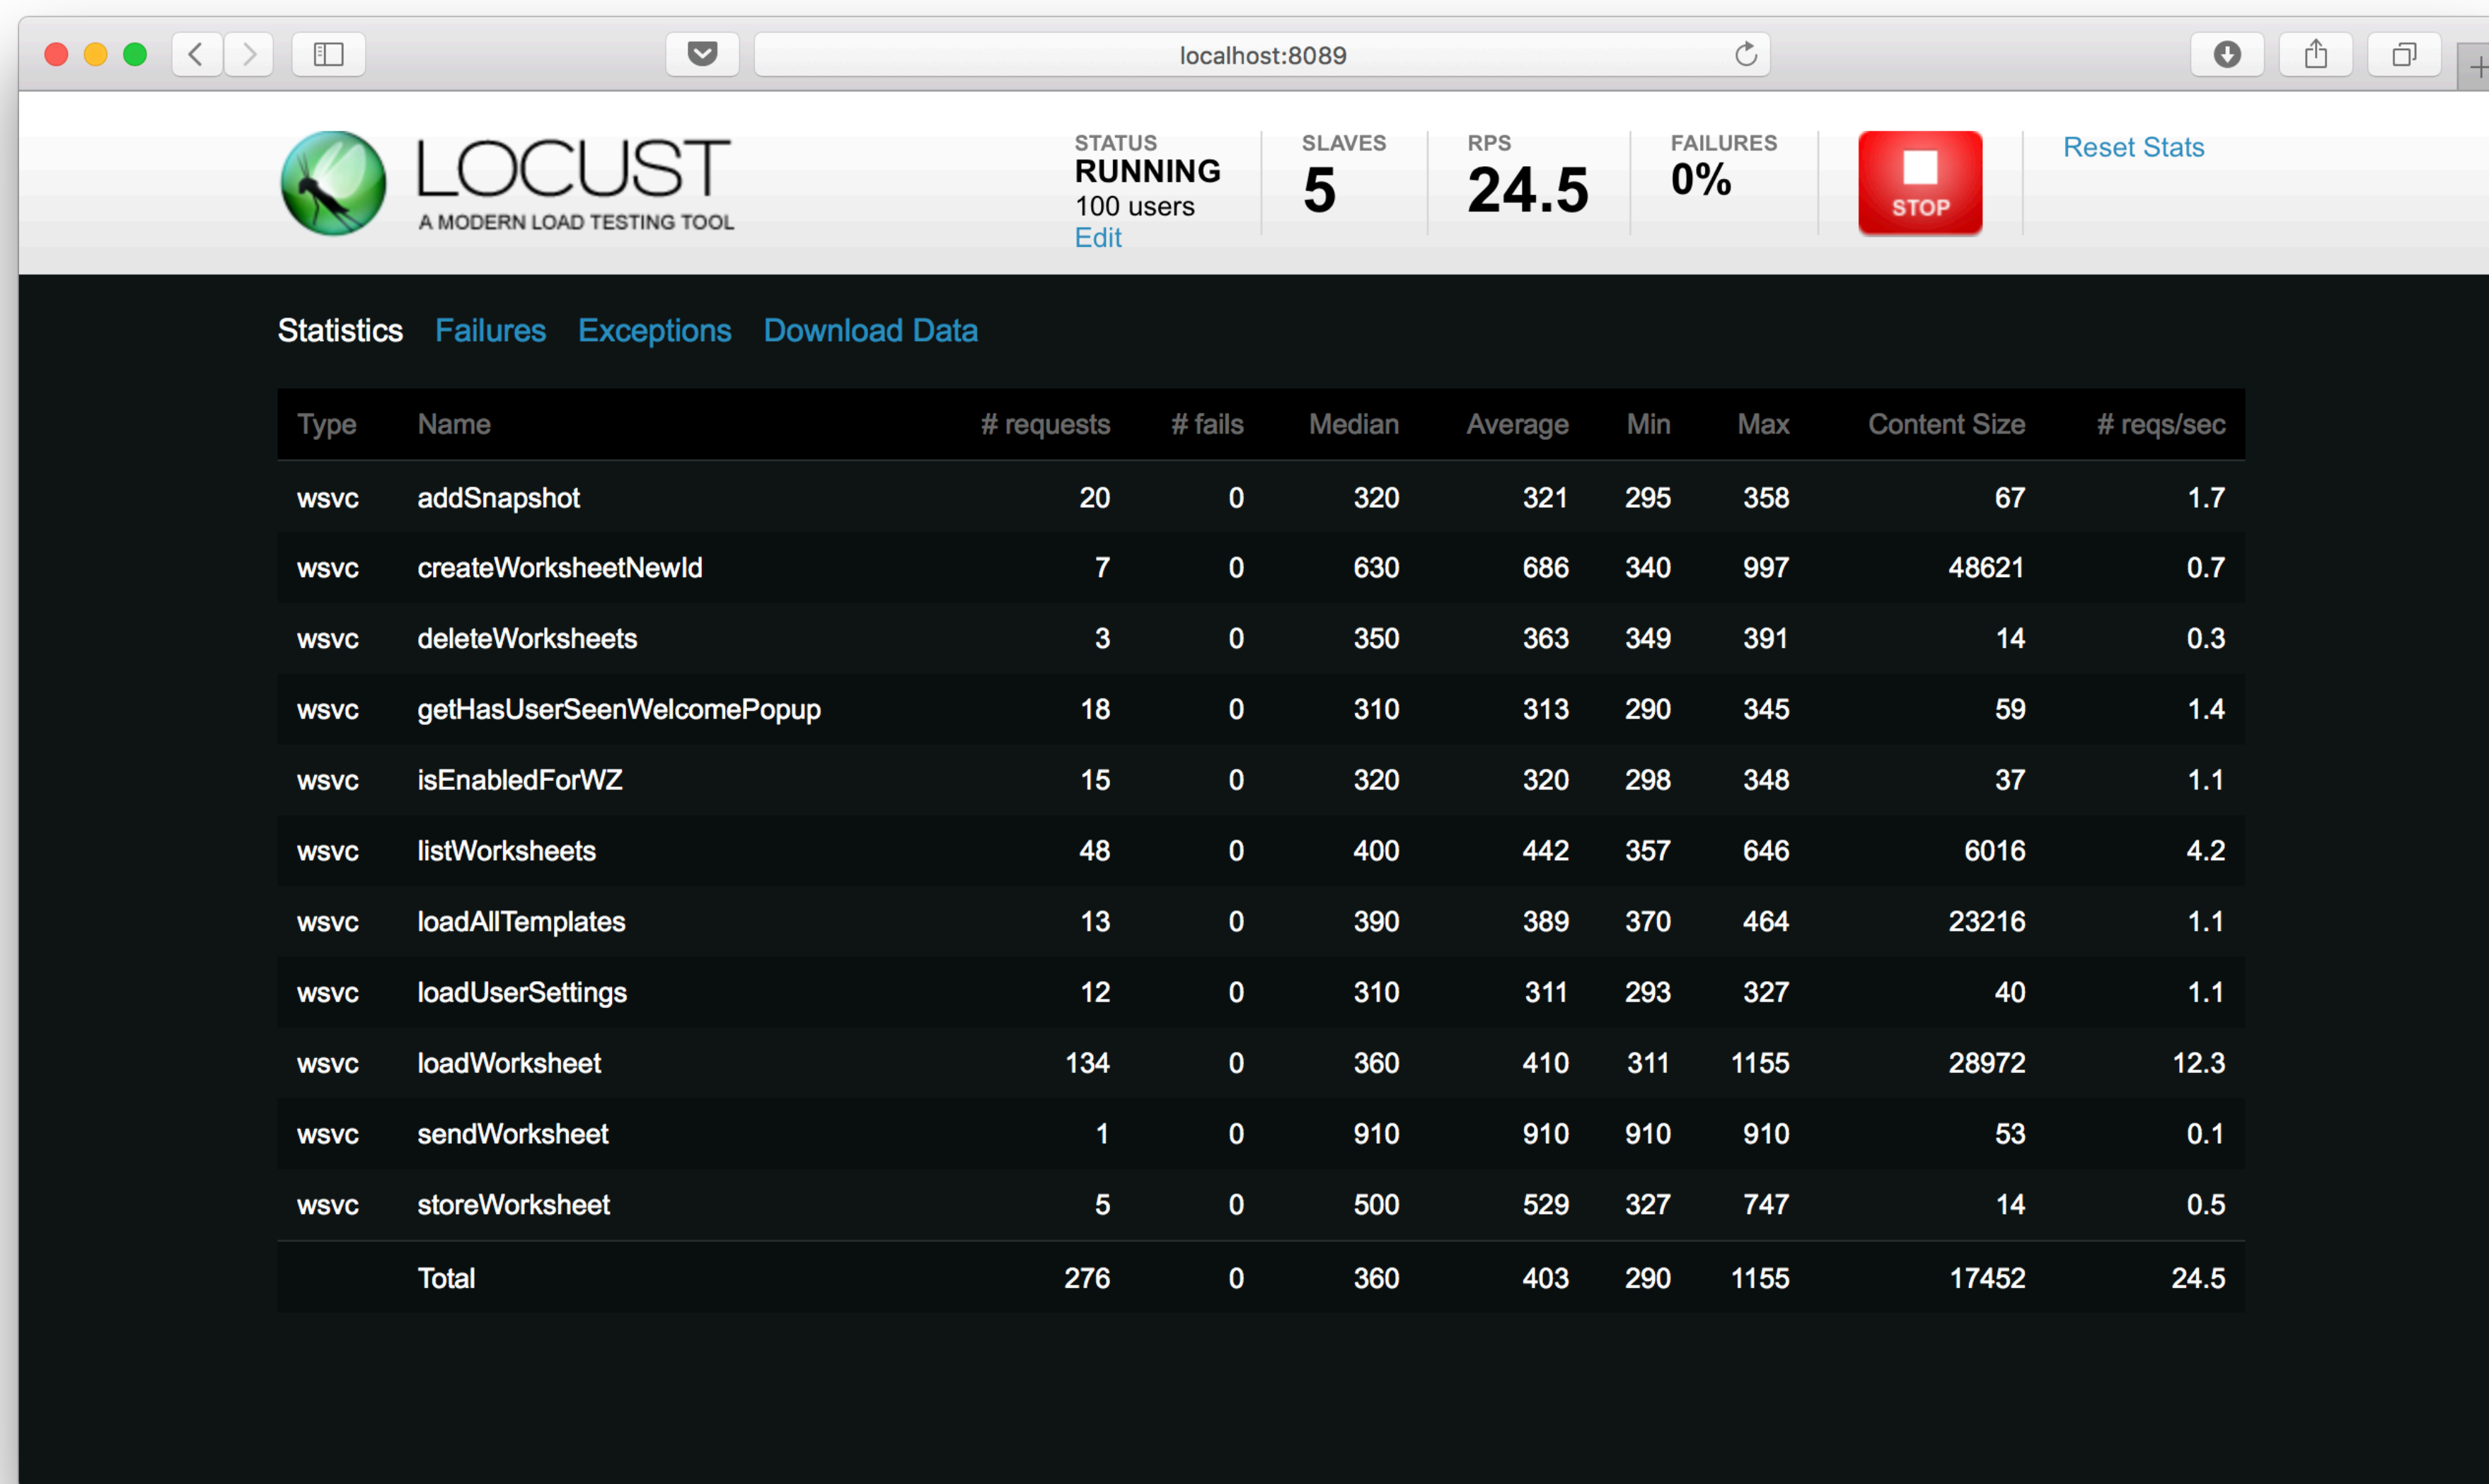 localhost:8089
LOCUST
A MODERN LOAD TESTING TOOL
STATUS
RUNNING
100 users
Edit
SLAVES
5
RPS
24.5
FAILURES
0%
STOP
Reset Stats
Statistics Failures Exceptions Download Data
Type Name # requests # fails Median Average Min Max Content Size # reqs/sec
wsvc addSnapshot 20 0 320 321 295 358 67 1.7
wsvc createWorksheetNewId 7 0 630 686 340 997 48621 0.7
wsvc deleteWorksheets 3 0 350 363 349 391 14 0.3
wsvc getHasUserSeenWelcomePopup 18 0 310 313 290 345 59 1.4
wsvc isEnabledForWZ 15 0 320 320 298 348 37 1.1
wsvc listWorksheets 48 0 400 442 357 646 6016 4.2
wsvc loadAllTemplates 13 0 390 389 370 464 23216 1.1
wsvc loadUserSettings 12 0 310 311 293 327 40 1.1
wsvc loadWorksheet 134 0 360 410 311 1155 28972 12.3
wsvc sendWorksheet 1 0 910 910 910 910 53 0.1
wsvc storeWorksheet 5 0 500 529 327 747 14 0.5
Total 276 0 360 403 290 1155 17452 24.5